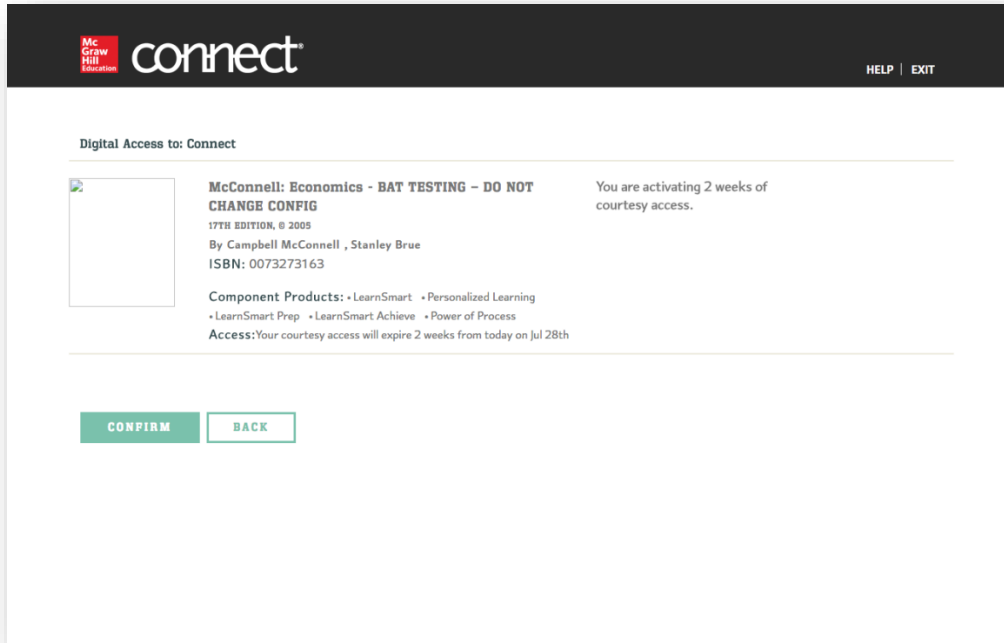 Mc
Graw
Hill
Education
connect®
HELP | EXIT
Digital Access to: Connect
McConnell: Economics - BAT TESTING – DO NOT
CHANGE CONFIG
17TH EDITION, © 2005
By Campbell McConnell , Stanley Brue
ISBN: 0073273163
You are activating 2 weeks of
courtesy access.
Component Products: • LearnSmart • Personalized Learning
• LearnSmart Prep • LearnSmart Achieve • Power of Process
Access:Your courtesy access will expire 2 weeks from today on Jul 28th
CONFIRM
BACK